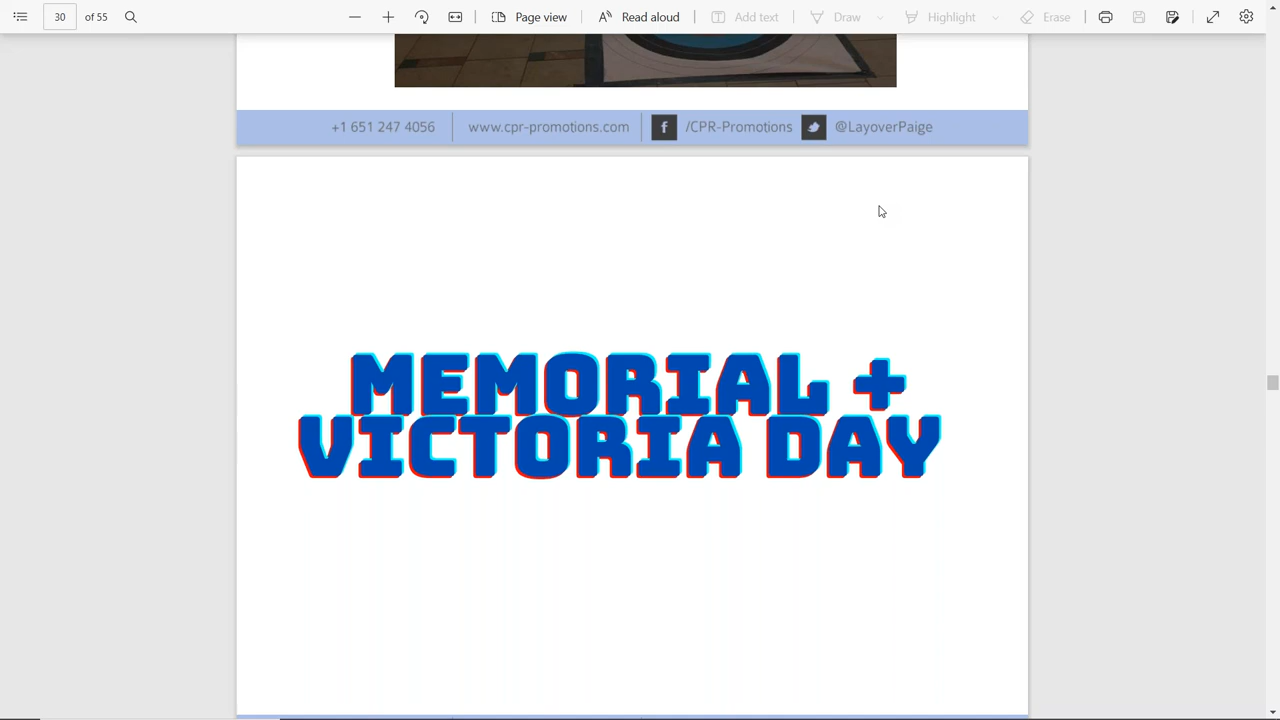 30 of 55 Page view Read aloud Add text Draw Highlight Erase
+1 651 247 4056 www.cpr-promotions.com f /CPR-Promotions @LayoverPaige
MEMORIAL +
VICTORIA DAY